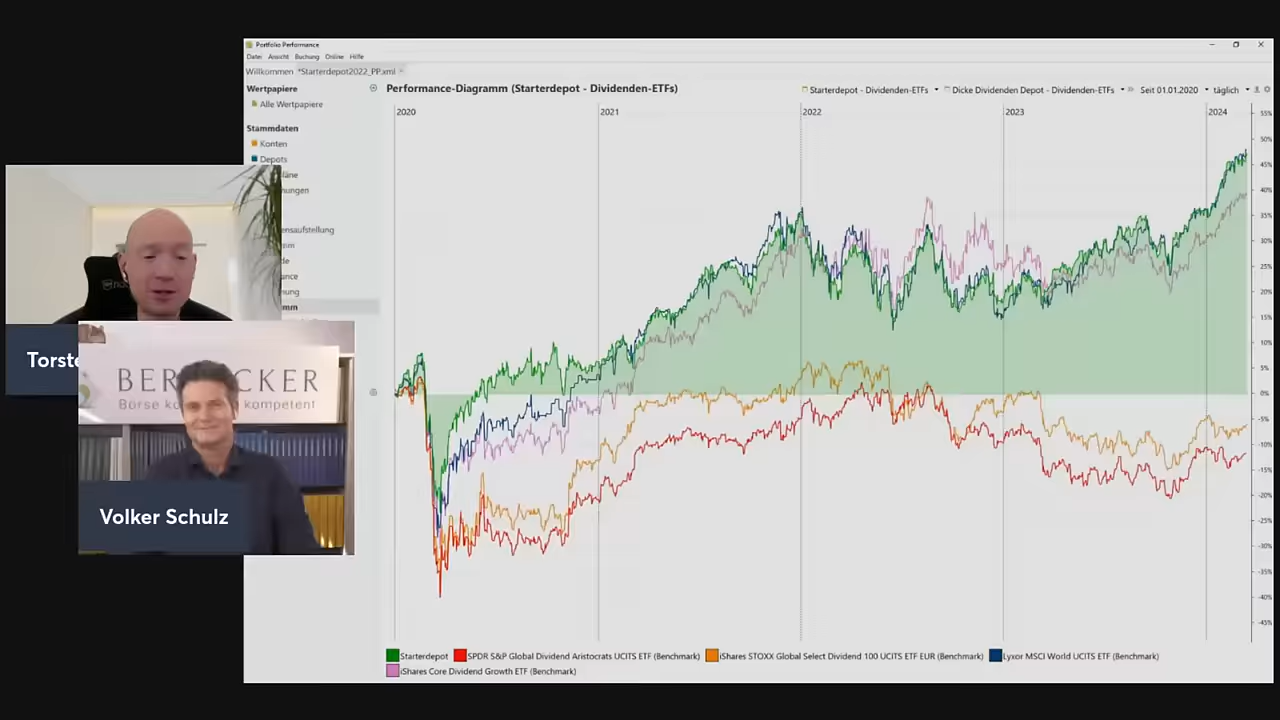 Portfolio Performance
Datei Ansicht Buchung Online Hilfe
Willkommen *Starterdepot2022_PP.xml
Wertpapiere
Alle Wertpapiere
Stammdaten
Konten
Depots
Performance-Diagramm (Starterdepot - Dividenden-ETFs)
Starterdepot - Dividenden-ETFs Dicke Dividenden Depot - Dividenden-ETFs Seit 01.01.2020 täglich
2020 2021 2022 2023 2024
55%
50%
45%
40%
35%
30%
25%
20%
15%
10%
5%
0%
-5%
-10%
-15%
-20%
-25%
-30%
-35%
-40%
-45%
Torste
Börse kompetent
Volker Schulz
Starterdepot SPDR S&P Global Dividend Aristocrats UCITS ETF (Benchmark) iShares STOXX Global Select Dividend 100 UCITS ETF EUR (Benchmark) Lyxor MSCI World UCITS ETF (Benchmark)
iShares Core Dividend Growth ETF (Benchmark)